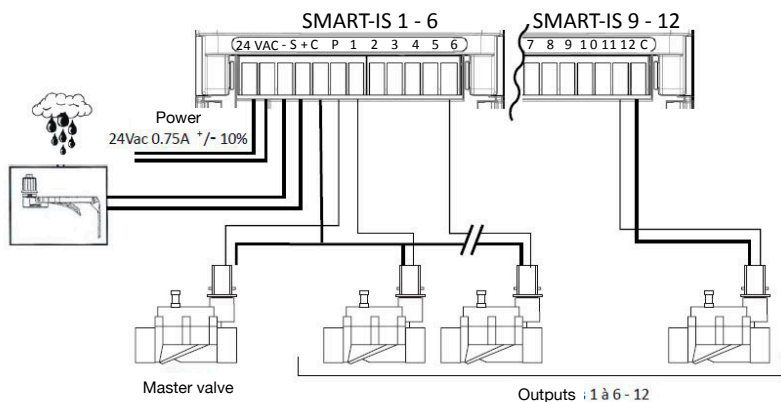 SMART-IS 1 - 6
SMART-IS 9 - 12
24 VAC - S + C P 1 2 3 4 5 6
7 8 9 10 11 12 C
Power
24Vac 0.75A +/- 10%
Master valve
Outputs : 1 à 6 - 12